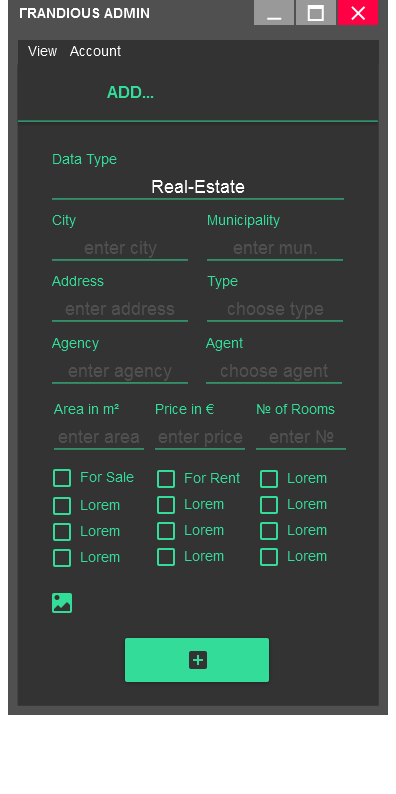 FRANDIOUS ADMIN
View Account
ADD...
Data Type
Real-Estate
City Municipality
enter city enter mun.
Address Type
enter address choose type
Agency Agent
enter agency choose agent
Area in m² Price in € № of Rooms
enter area enter price enter №
For Sale For Rent Lorem
Lorem Lorem Lorem
Lorem Lorem Lorem
Lorem Lorem Lorem